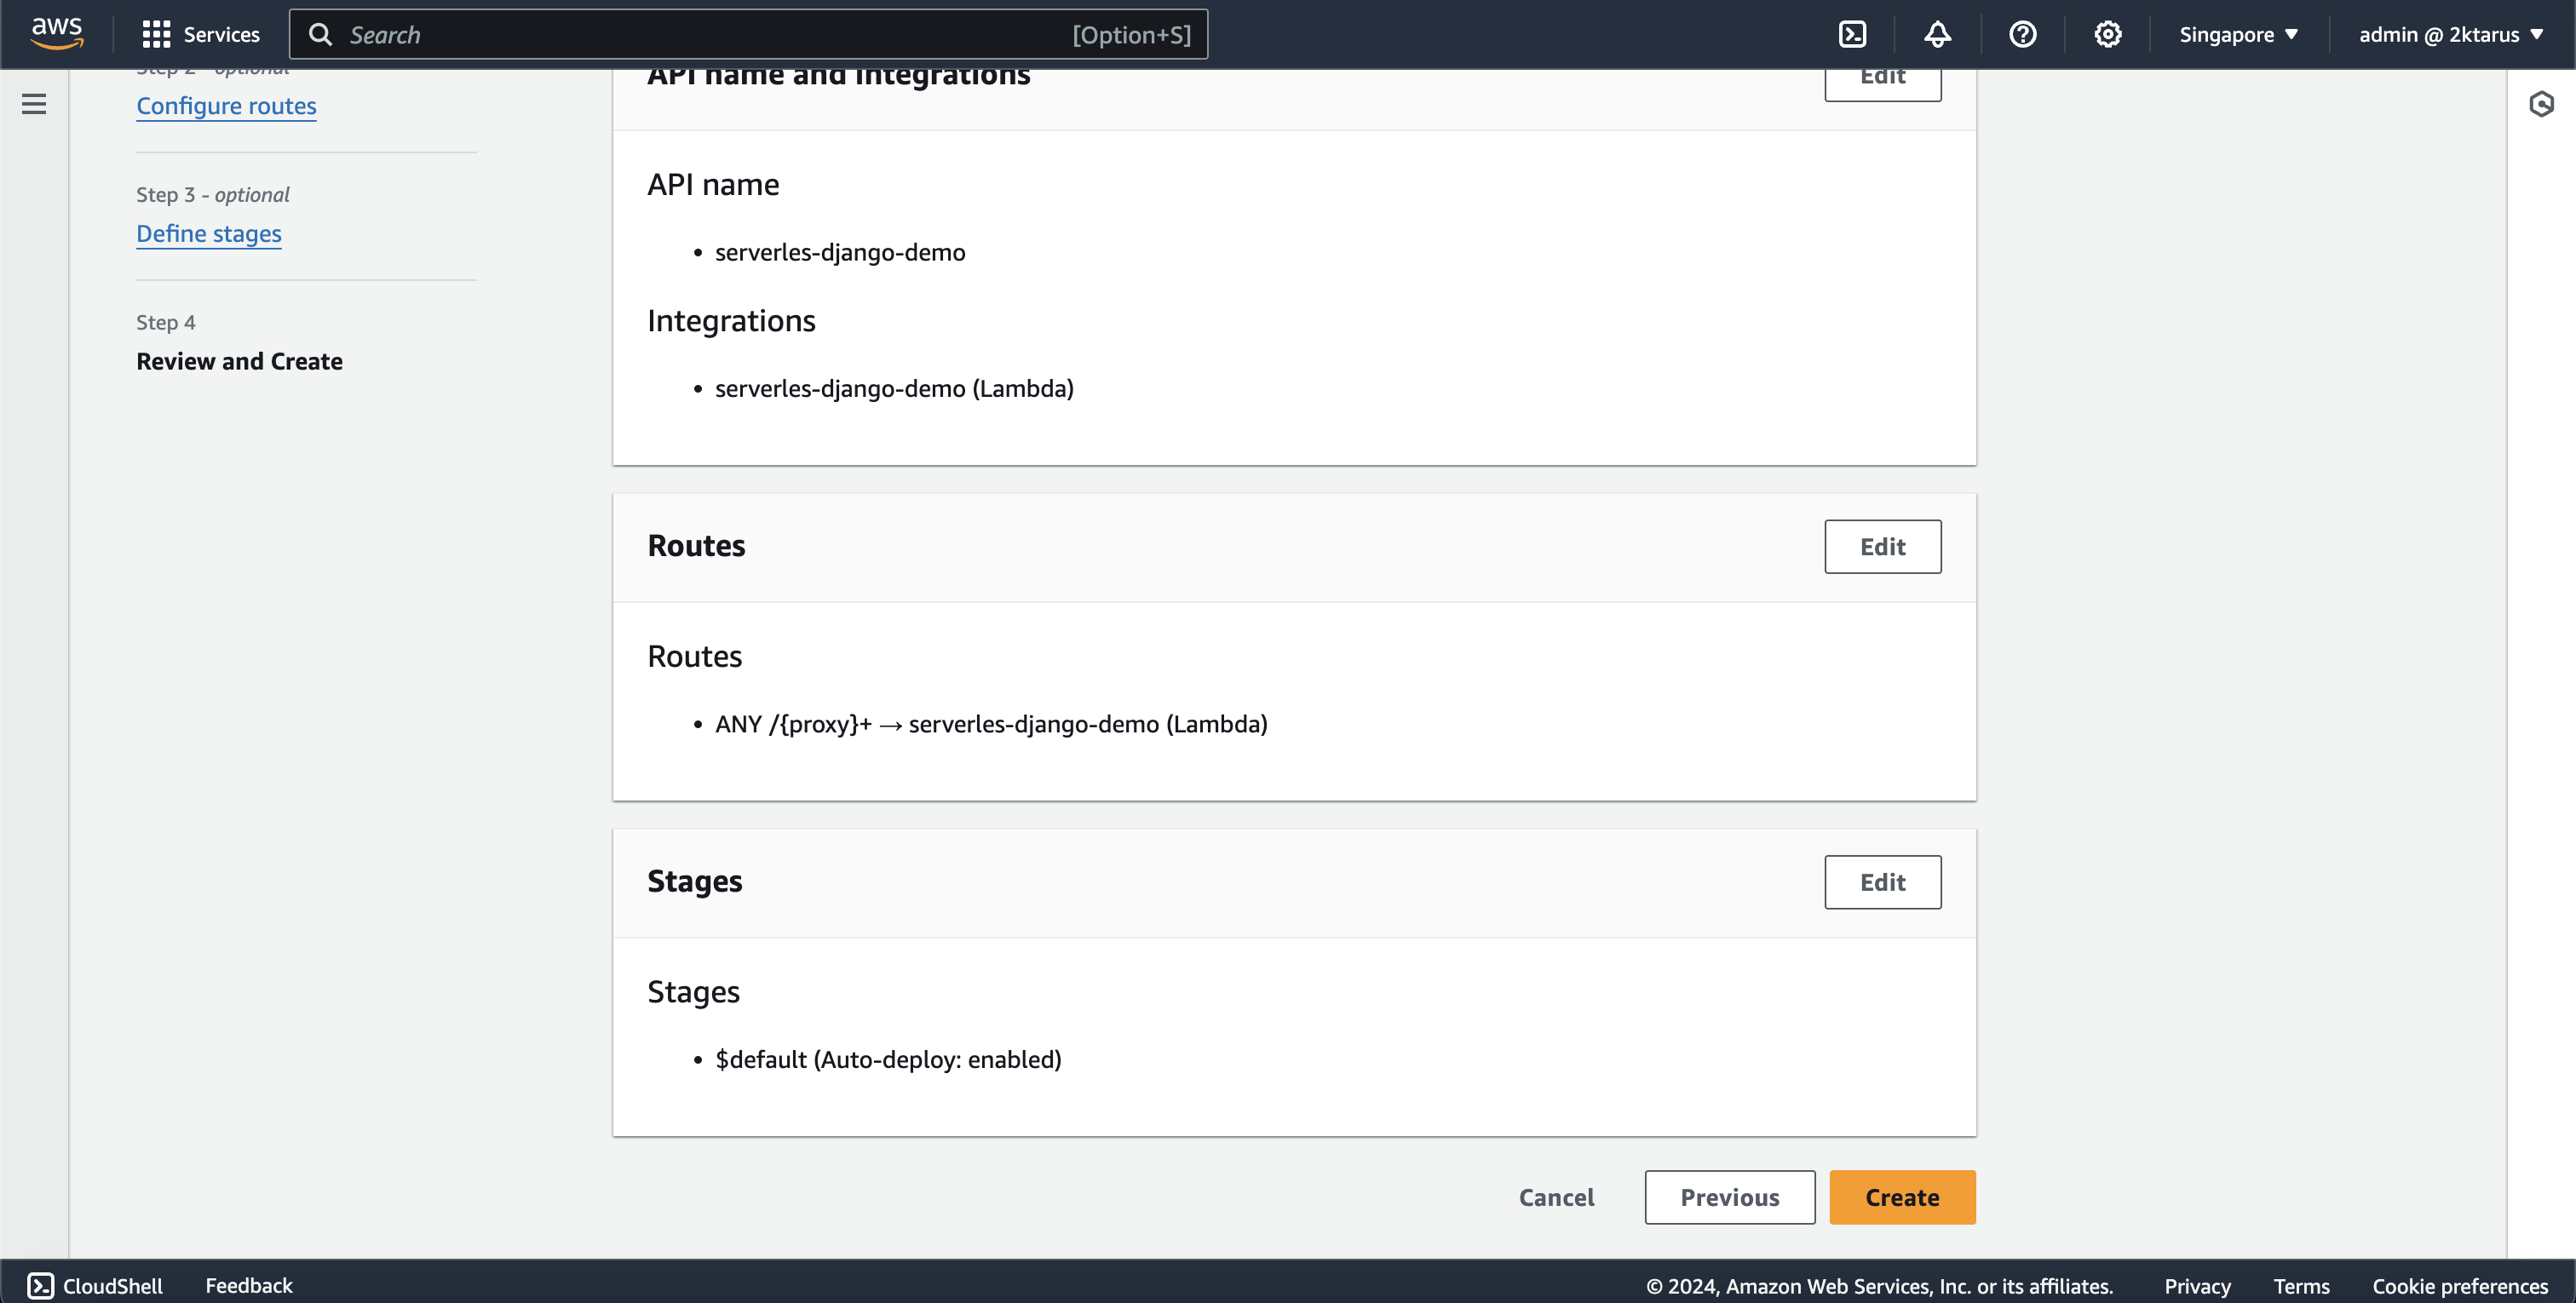 aws
Services
Search
[Option+S]
Singapore ▼
admin @ 2ktarus ▼
Step 2 - optional
Configure routes
Step 3 - optional
Define stages
Step 4
Review and Create
API name and integrations
Edit
API name
• serverles-django-demo
Integrations
• serverles-django-demo (Lambda)
Routes
Edit
Routes
• ANY /{proxy}+ → serverles-django-demo (Lambda)
Stages
Edit
Stages
• $default (Auto-deploy: enabled)
Cancel
Previous
Create
CloudShell
Feedback
© 2024, Amazon Web Services, Inc. or its affiliates.
Privacy
Terms
Cookie preferences